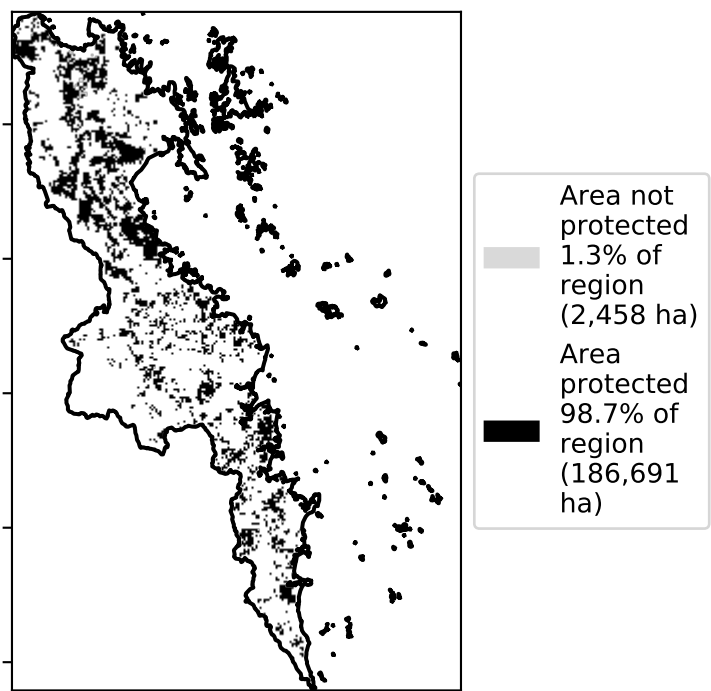 Area not
protected
1.3% of
region
(2,458 ha)
Area
protected
98.7% of
region
(186,691
ha)